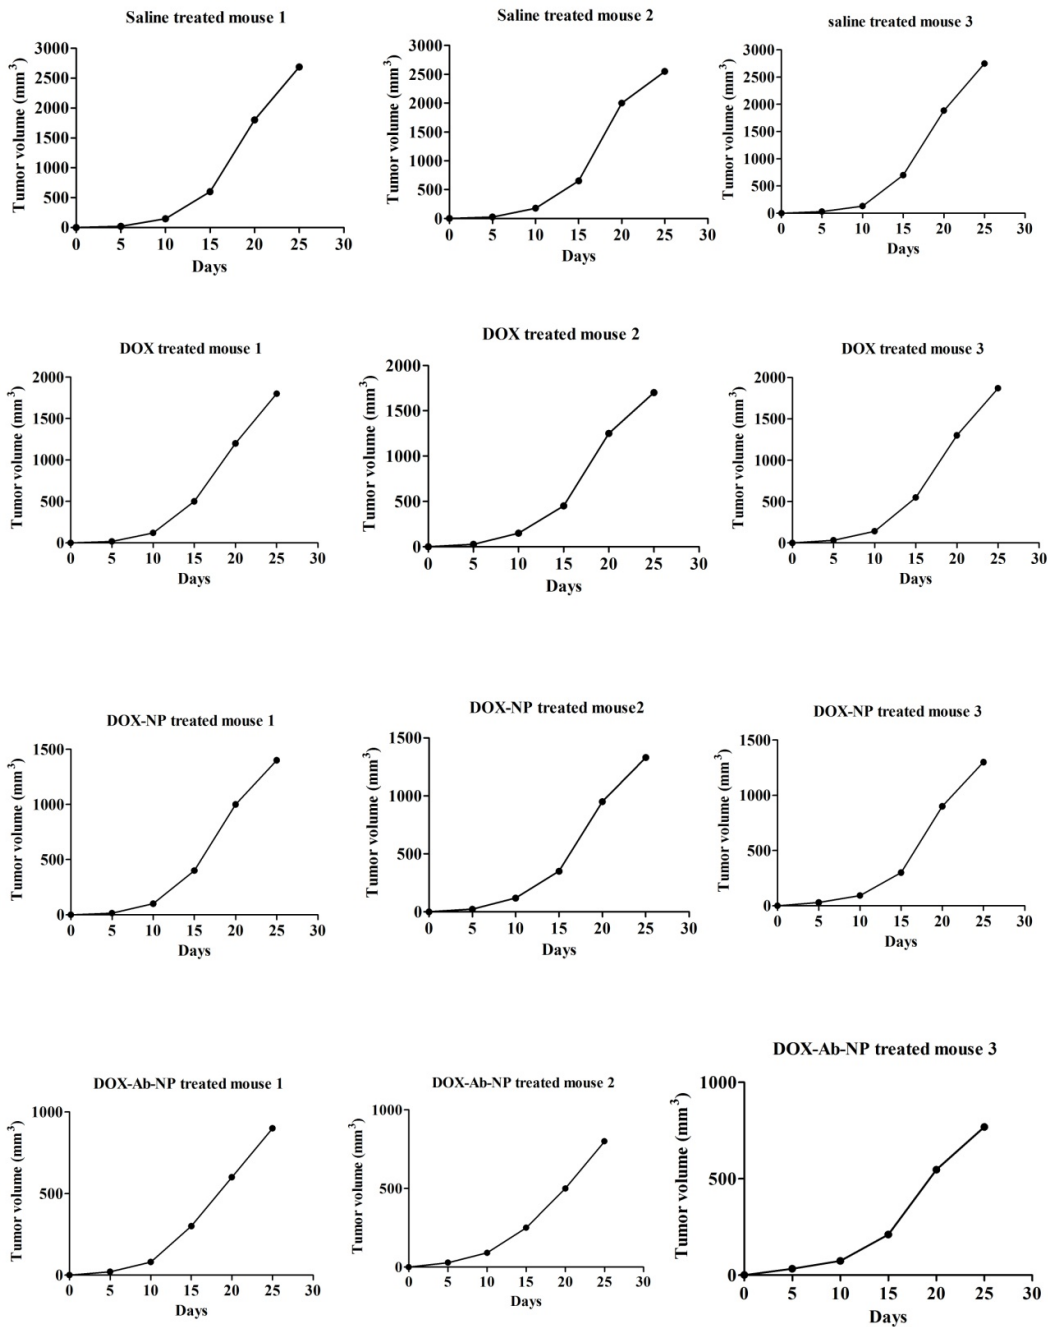 Saline treated mouse 1
Tumor volume (mm³)
3000
2500
2000
1500
1000
500
0
0 5 10 15 20 25 30
Days
Saline treated mouse 2
Tumor volume (mm³)
3000
2500
2000
1500
1000
500
0
0 5 10 15 20 25 30
Days
saline treated mouse 3
Tumor volume (mm³)
3000
2500
2000
1500
1000
500
0
0 5 10 15 20 25 30
Days
DOX treated mouse 1
Tumor volume (mm³)
2000
1500
1000
500
0
0 5 10 15 20 25 30
Days
DOX treated mouse 2
Tumor volume (mm³)
2000
1500
1000
500
0
0 5 10 15 20 25 30
Days
DOX treated mouse 3
Tumor volume (mm³)
2000
1500
1000
500
0
0 5 10 15 20 25 30
Days
DOX-NP treated mouse 1
Tumor volume (mm³)
1500
1000
500
0
0 5 10 15 20 25 30
Days
DOX-NP treated mouse2
Tumor volume (mm³)
1500
1000
500
0
0 5 10 15 20 25 30
Days
DOX-NP treated mouse 3
Tumor volume (mm³)
1500
1000
500
0
0 5 10 15 20 25 30
Days
DOX-Ab-NP treated mouse 1
Tumor volume (mm³)
1000
500
0
0 5 10 15 20 25 30
Days
DOX-Ab-NP treated mouse 2
Tumor volume (mm³)
1000
500
0
0 5 10 15 20 25 30
Days
DOX-Ab-NP treated mouse 3
Tumor volume (mm³)
1000
500
0
0 5 10 15 20 25 30
Days